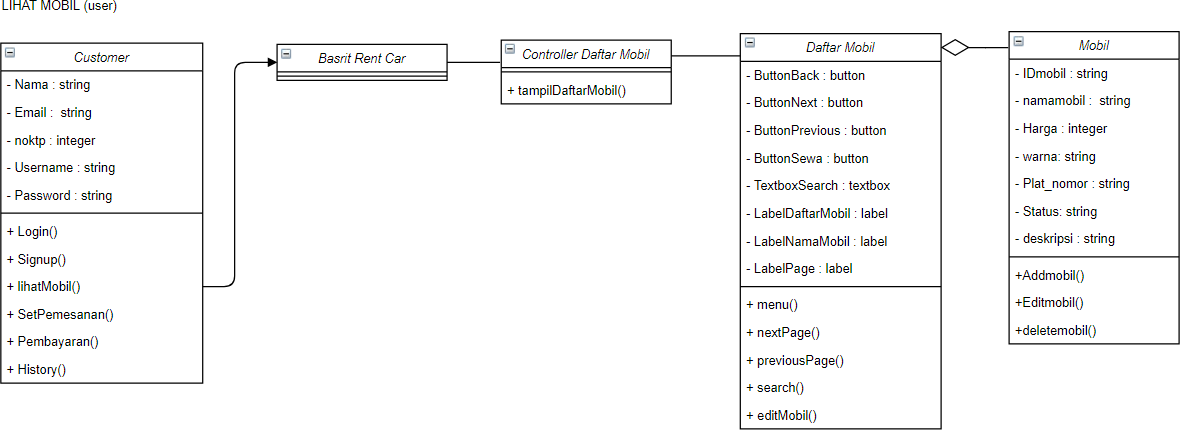 LIHAT MOBIL (user)
Customer
- Nama : string
- Email :  string
- noktp : integer
- Username : string
- Password : string
+ Login()
+ Signup()
+ lihatMobil()
+ SetPemesanan()
+ Pembayaran()
+ History()
Basrit Rent Car
Controller Daftar Mobil
+ tampilDaftarMobil()
Daftar Mobil
- ButtonBack : button
- ButtonNext : button
- ButtonPrevious : button
- ButtonSewa : button
- TextboxSearch : textbox
- LabelDaftarMobil : label
- LabelNamaMobil : label
- LabelPage : label
+ menu()
+ nextPage()
+ previousPage()
+ search()
+ editMobil()
Mobil
- IDmobil : string
- namamobil :  string
- Harga : integer
- warna: string
- Plat_nomor : string
- Status: string
- deskripsi : string
+Addmobil()
+Editmobil()
+deletemobil()